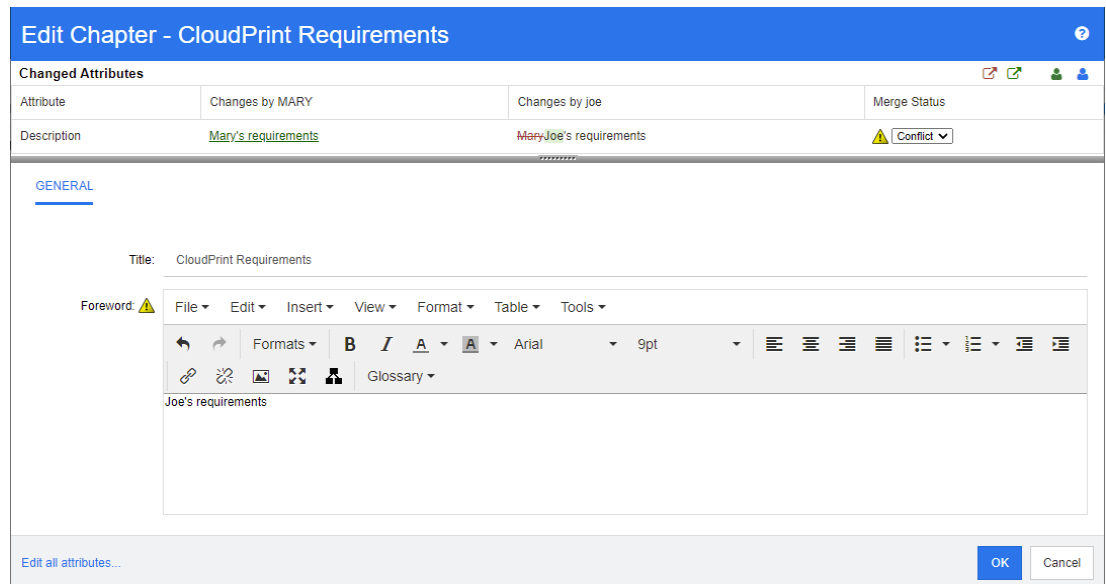 Edit Chapter - CloudPrint Requirements
Changed Attributes
Attribute Changes by MARY Changes by joe Merge Status
Description Mary's requirements MaryJoe's requirements Conflict
GENERAL
Title: CloudPrint Requirements
Foreword: File Edit Insert View Format Table Tools
Formats B I A A Arial 9pt
Glossary
Joe's requirements
Edit all attributes... OK Cancel